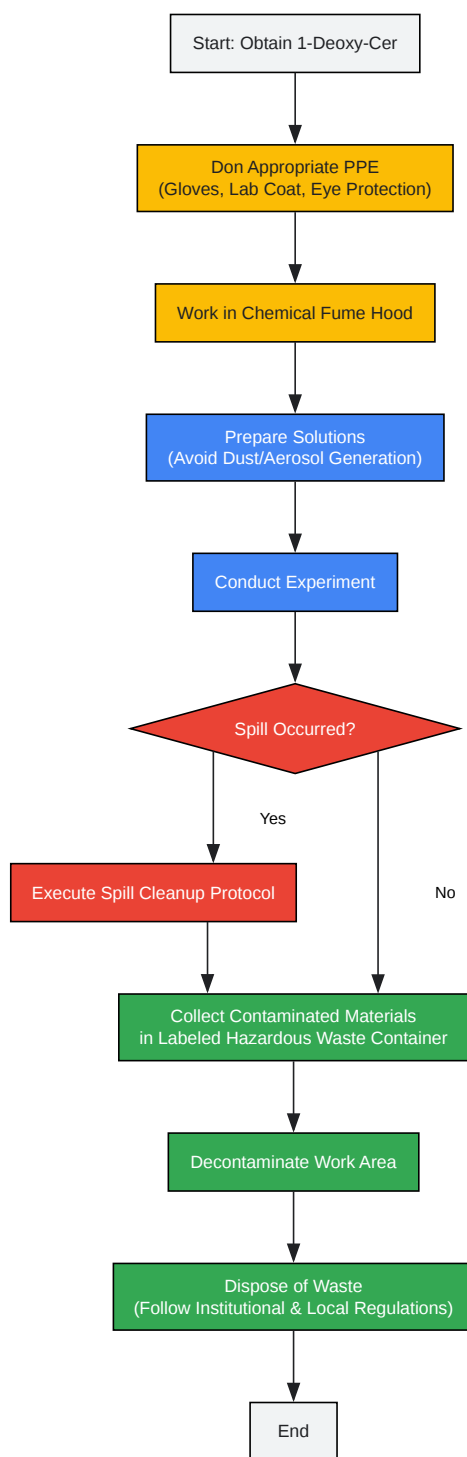 Start: Obtain 1-Deoxy-Cer
Don Appropriate PPE
(Gloves, Lab Coat, Eye Protection)
Work in Chemical Fume Hood
Prepare Solutions
(Avoid Dust/Aerosol Generation)
Conduct Experiment
Spill Occurred?
Yes
Execute Spill Cleanup Protocol
No
Collect Contaminated Materials
in Labeled Hazardous Waste Container
Decontaminate Work Area
Dispose of Waste
(Follow Institutional & Local Regulations)
End